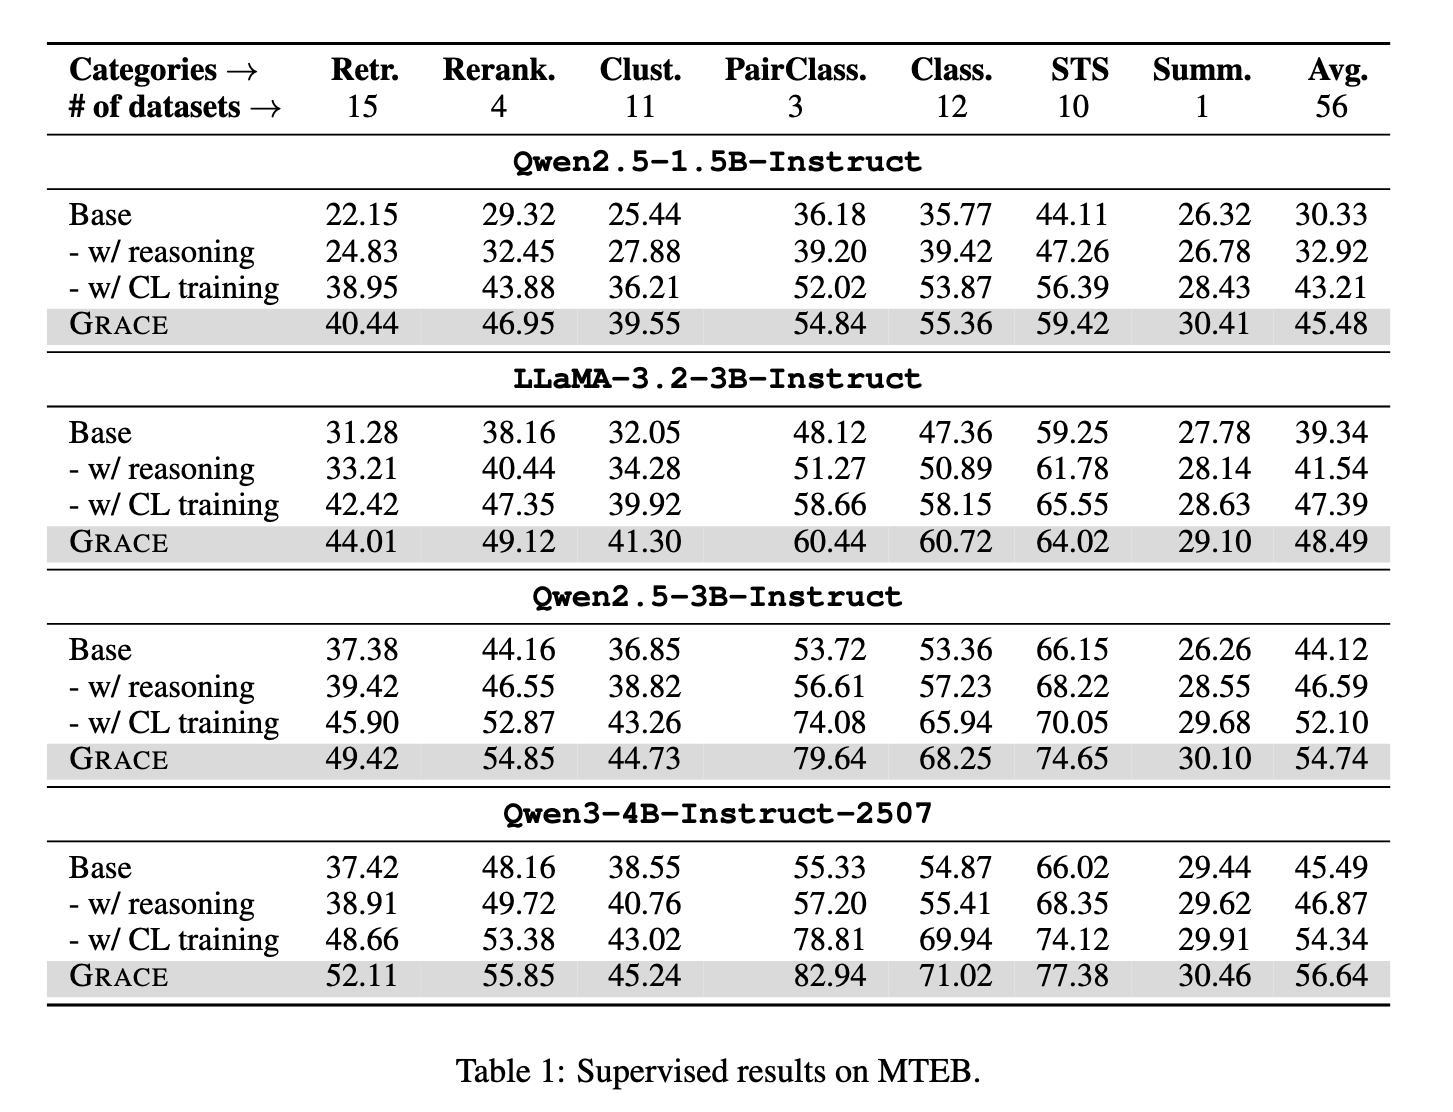 Categories → Retr. Rerank. Clust. PairClass. Class. STS Summ. Avg.
# of datasets → 15 4 11 3 12 10 1 56
Qwen2.5-1.5B-Instruct
Base 22.15 29.32 25.44 36.18 35.77 44.11 26.32 30.33
- w/ reasoning 24.83 32.45 27.88 39.20 39.42 47.26 26.78 32.92
- w/ CL training 38.95 43.88 36.21 52.02 53.87 56.39 28.43 43.21
GRACE 40.44 46.95 39.55 54.84 55.36 59.42 30.41 45.48
LLaMA-3.2-3B-Instruct
Base 31.28 38.16 32.05 48.12 47.36 59.25 27.78 39.34
- w/ reasoning 33.21 40.44 34.28 51.27 50.89 61.78 28.14 41.54
- w/ CL training 42.42 47.35 39.92 58.66 58.15 65.55 28.63 47.39
GRACE 44.01 49.12 41.30 60.44 60.72 64.02 29.10 48.49
Qwen2.5-3B-Instruct
Base 37.38 44.16 36.85 53.72 53.36 66.15 26.26 44.12
- w/ reasoning 39.42 46.55 38.82 56.61 57.23 68.22 28.55 46.59
- w/ CL training 45.90 52.87 43.26 74.08 65.94 70.05 29.68 52.10
GRACE 49.42 54.85 44.73 79.64 68.25 74.65 30.10 54.74
Qwen3-4B-Instruct-2507
Base 37.42 48.16 38.55 55.33 54.87 66.02 29.44 45.49
- w/ reasoning 38.91 49.72 40.76 57.20 55.41 68.35 29.62 46.87
- w/ CL training 48.66 53.38 43.02 78.81 69.94 74.12 29.91 54.34
GRACE 52.11 55.85 45.24 82.94 71.02 77.38 30.46 56.64
Table 1: Supervised results on MTEB.